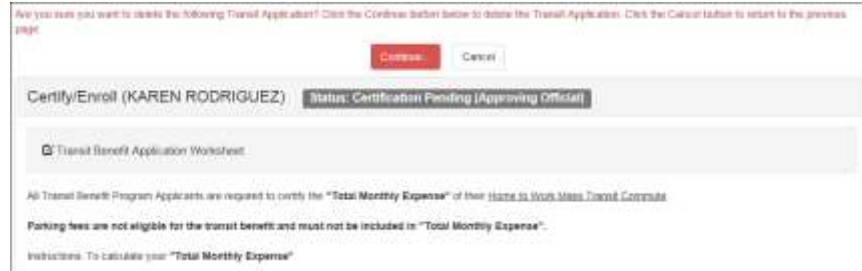 Are you sure you want to delete the following Transit Application? Click the Continue button below to delete the Transit Application. Click the Cancel button to return to the previous
page
Continue Cancel
Certify/Enroll (KAREN RODRIGUEZ) Status: Certification Pending (Approving Official)
Transit Benefit Application Worksheet
All Transit Benefit Program Applicants are required to certify the "Total Monthly Expense" of their Home to Work Mass Transit Commute
Parking fees are not eligible for the transit benefit and must not be included in "Total Monthly Expense".
Instructions: To calculate your "Total Monthly Expense"